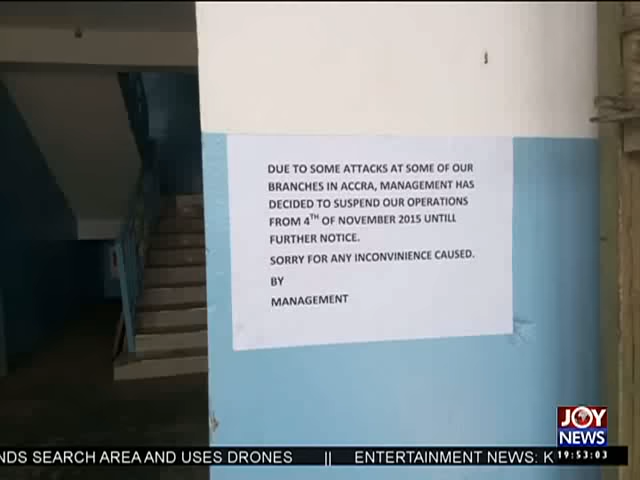 DUE TO SOME ATTACKS AT SOME OF OUR
BRANCHES IN ACCRA, MANAGEMENT HAS
DECIDED TO SUSPEND OUR OPERATIONS
FROM 4TH OF NOVEMBER 2015 UNTILL
FURTHER NOTICE.
SORRY FOR ANY INCONVINIENCE CAUSED.
BY
MANAGEMENT
JOY
NEWS
NDS SEARCH AREA AND USES DRONES || ENTERTAINMENT NEWS: K
19:53:03